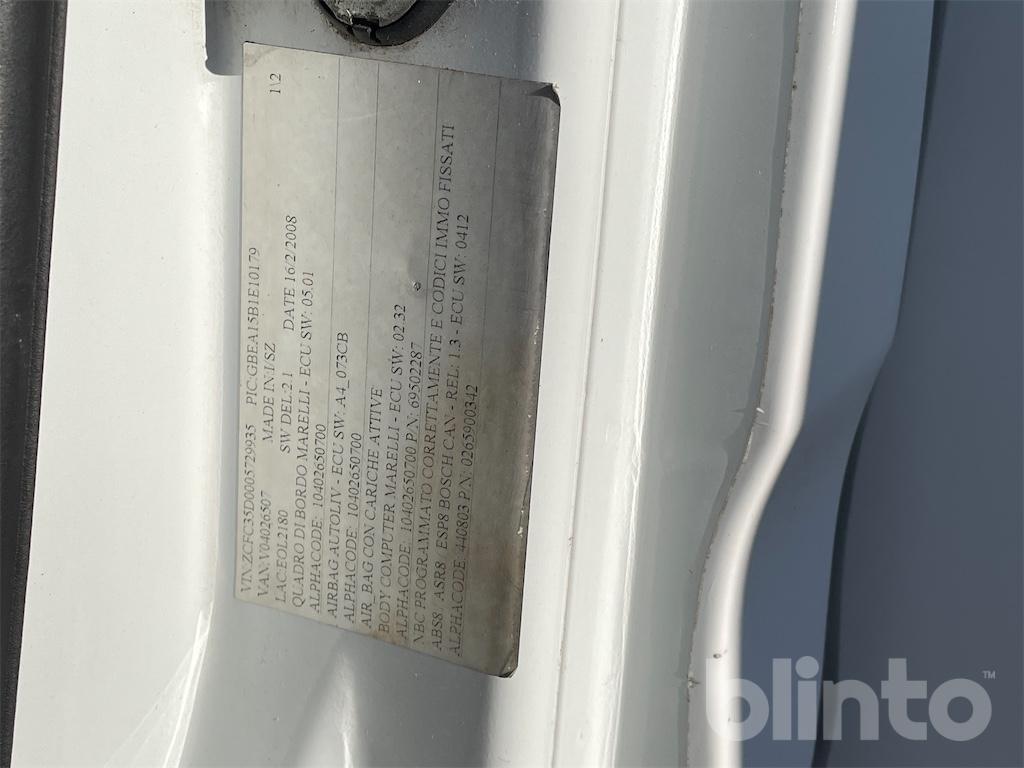 VIN:ZCFC35D0005729935 PIC:GBEA15B1E10179 1\2
VAN:V04026507 MADE IN:I.SZ
LAC:EOL2180 SW DEL:2.1 DATE 16/2/2008
QUADRO DI BORDO MARELLI - ECU SW: 05.01
ALPHACODE: 10402650700
AIRBAG AUTOLIV - ECU SW: A4_073CB
ALPHACODE: 10402650700
AIR_BAG CON CARICHE ATTIVE
BODY COMPUTER MARELLI - ECU SW: 02.32
ALPHACODE: 10402650700 P.N: 69502287
NBC PROGRAMMATO CORRETTAMENTE E CODICI IMMO FISSATI
ABS8 / ASR8 / ESP8 BOSCH CAN - REL: 1.3 - ECU SW: 0412
ALPHACODE: 440803 P.N: 0265900342
blinto™